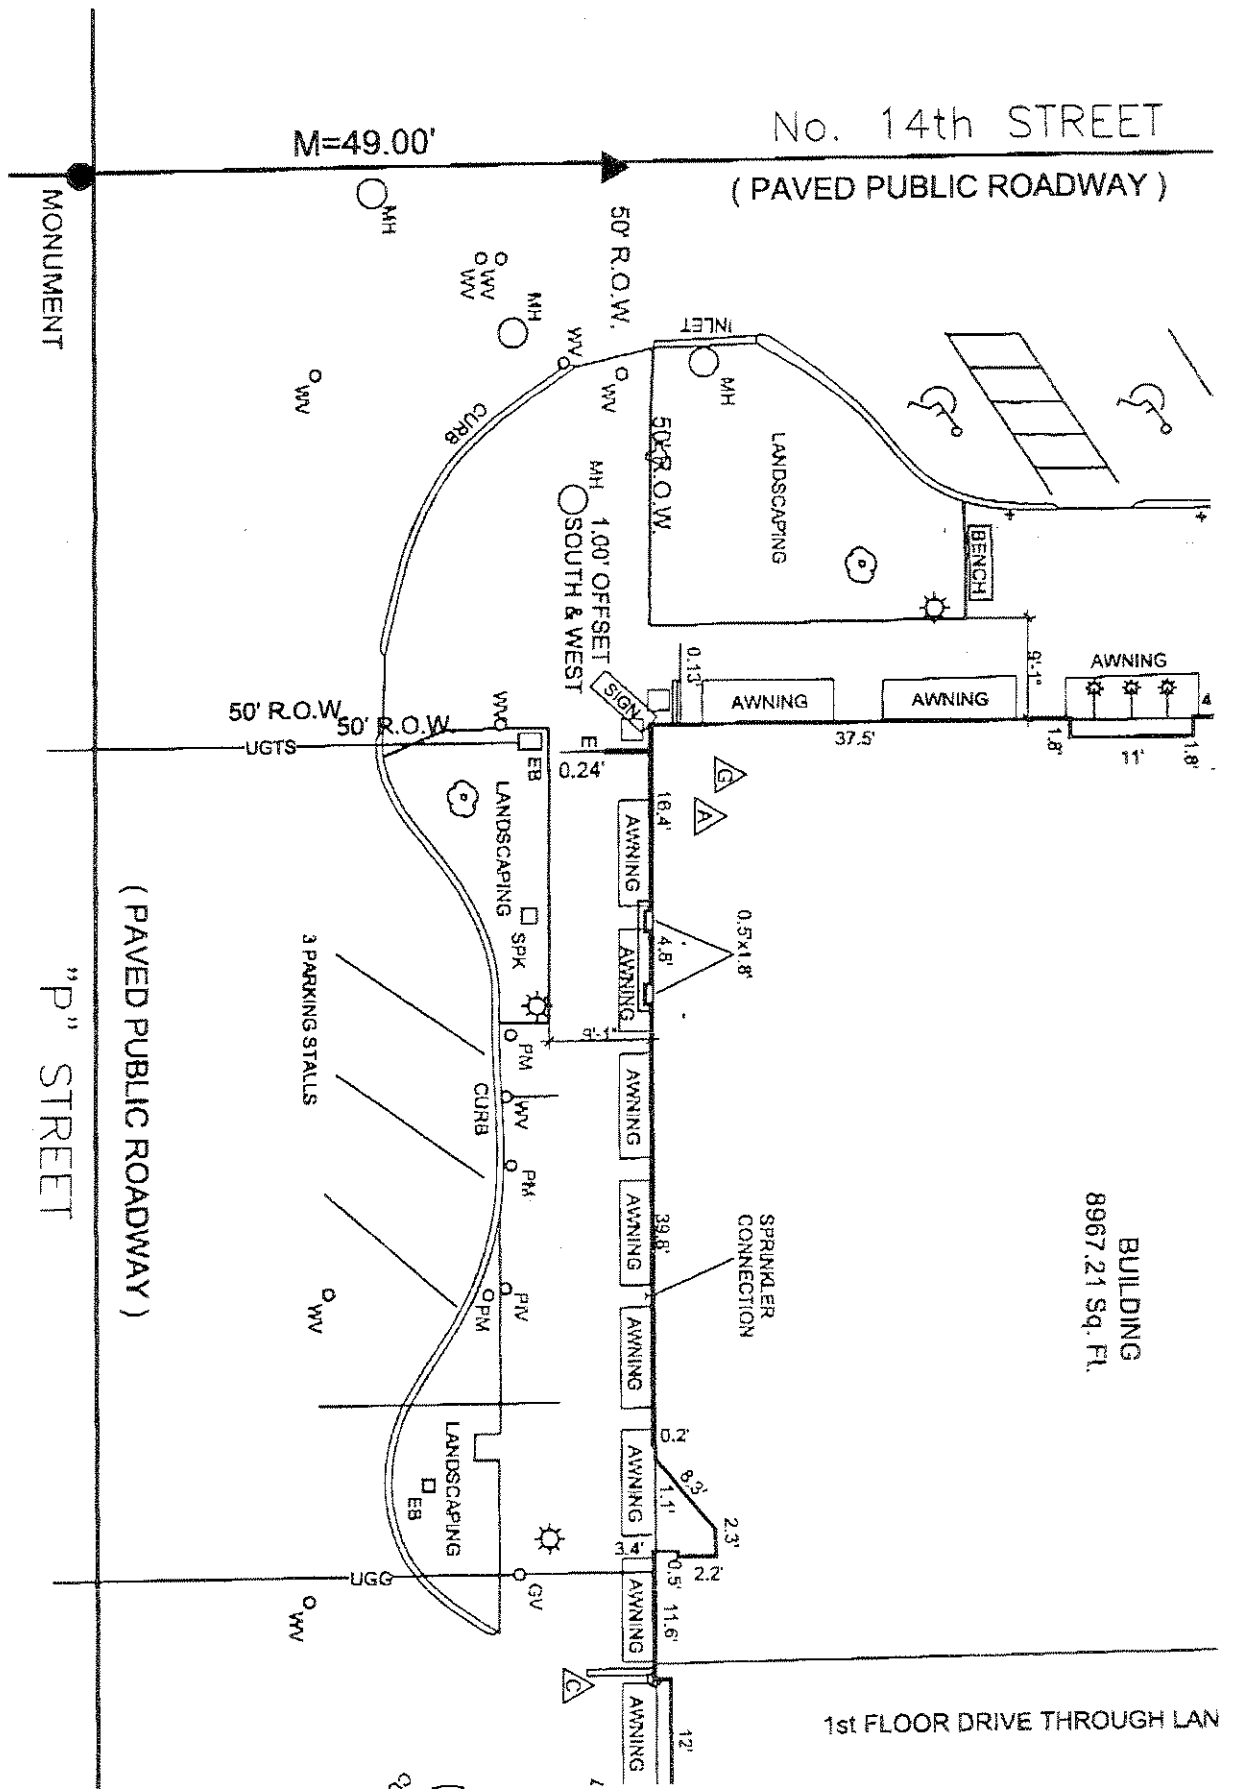 No. 14th STREET
( PAVED PUBLIC ROADWAY )
M=49.00'
MONUMENT
MH
WV
WV
MH
50' R.O.W.
WV
WV
WV
INLET
MH
CURB
50' R.O.W.
LANDSCAPING
MH
1.00' OFFSET
SOUTH & WEST
BENCH
SIGN
0.13'
AWNING
AWNING
9'-1"
AWNING
37.5'
1.8'
11'
1.8'
4
50' R.O.W.
50' R.O.W.
WV
UGTS
EB
E
0.24'
G
A
16.4'
LANDSCAPING
AWNING
SPK
4.8'
AWNING
0.5'x1.8'
9'-1"
3 PARKING STALLS
PM
WV
CURB
PM
AWNING
AWNING
39.8'
SPRINKLER
CONNECTION
BUILDING
8967.21 Sq. Ft.
( PAVED PUBLIC ROADWAY )
"P" STREET
WV
PIV
PM
AWNING
0.2'
LANDSCAPING
EB
AWNING
8.3'
1.1'
2.3'
3.4'
0.5'
2.2'
UGG
GV
WV
AWNING
11.6'
C
AWNING
12'
1st FLOOR DRIVE THROUGH LAN